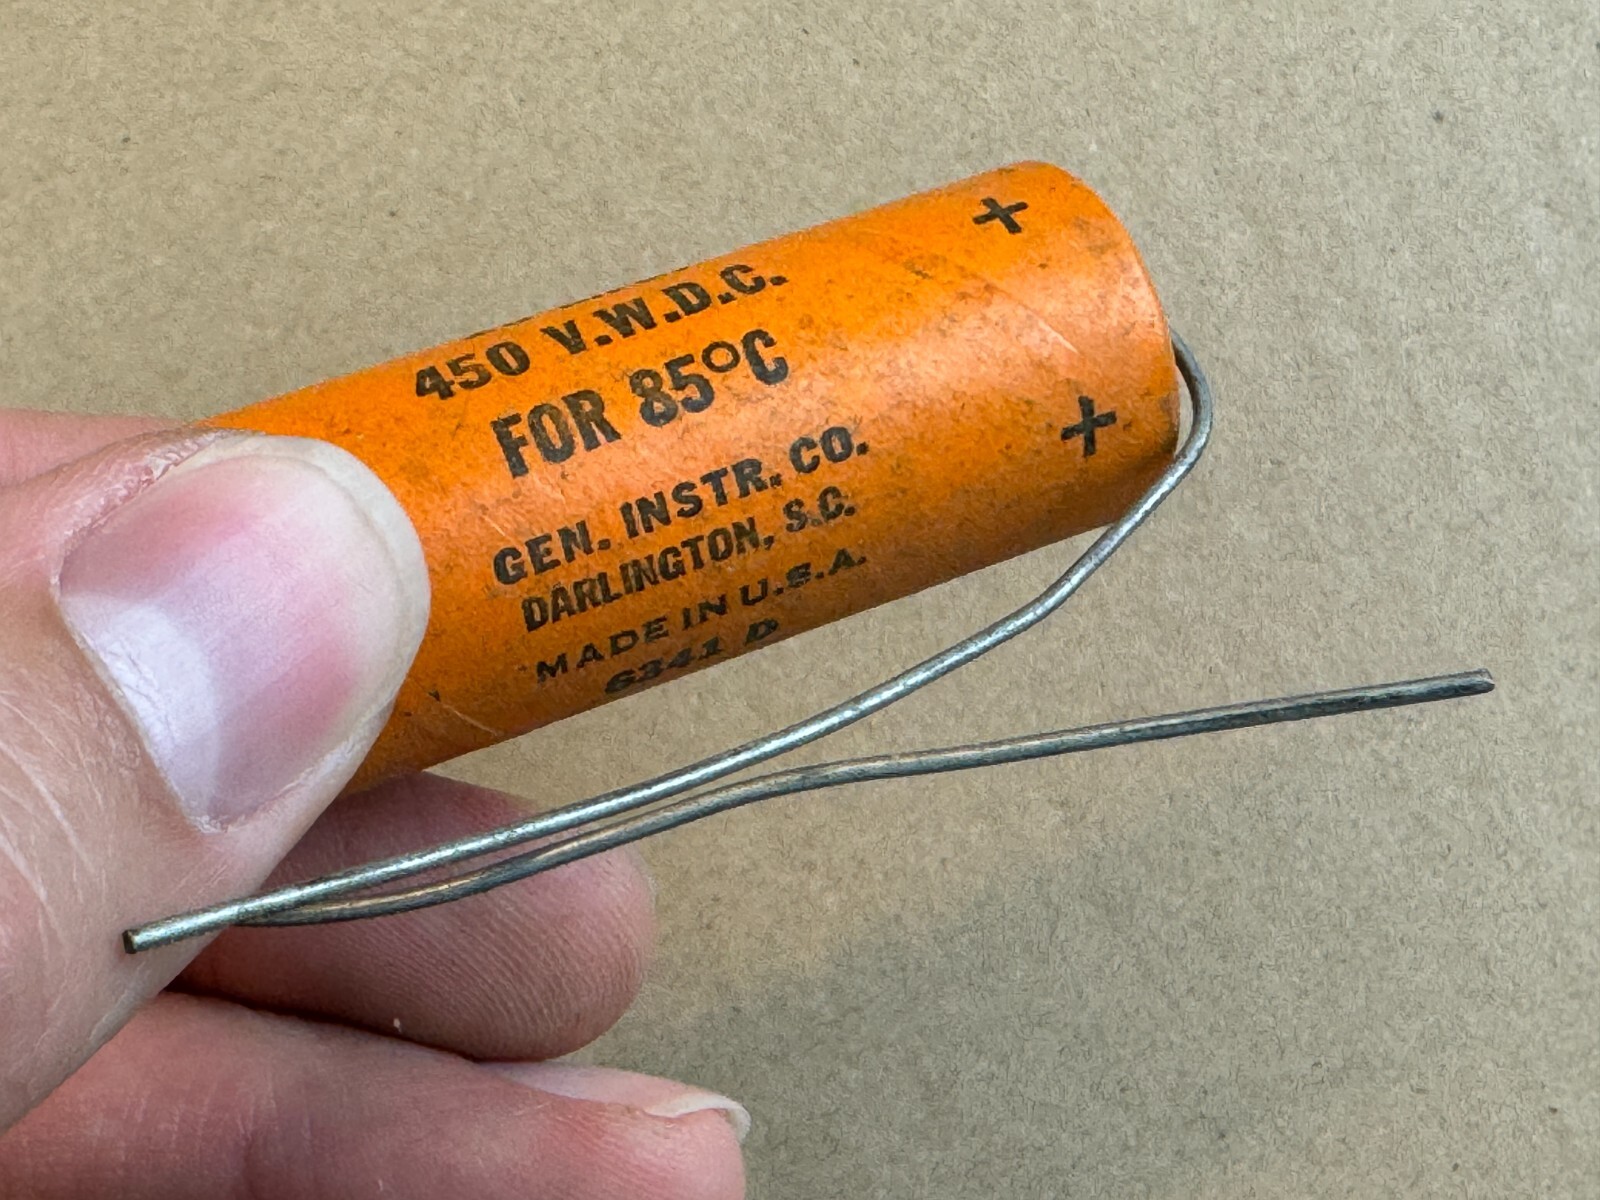 450 V.W.D.C.
FOR 85°C
GEN. INSTR. CO.
DARLINGTON, S.C.
MADE IN U.S.A.
6341 D
+
+